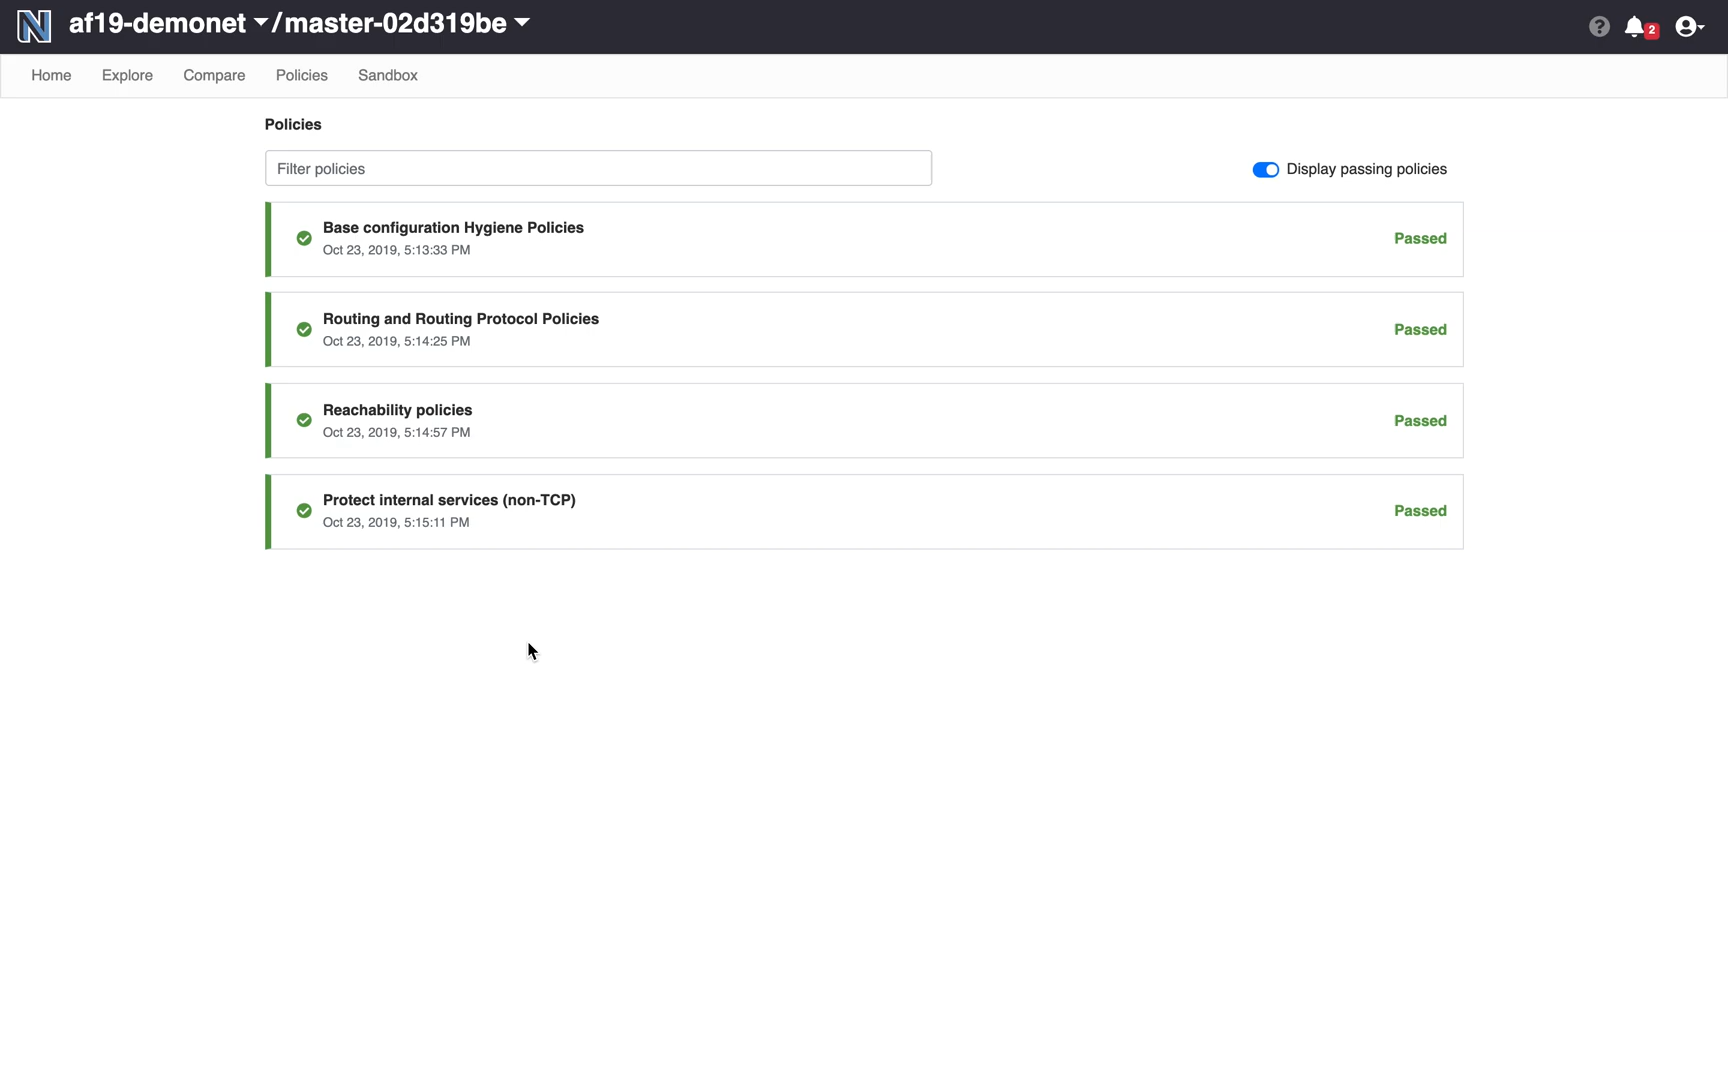 af19-demonet / master-02d319be
2
Home Explore Compare Policies Sandbox
Policies
Filter policies
Display passing policies
Base configuration Hygiene Policies
Oct 23, 2019, 5:13:33 PM
Passed
Routing and Routing Protocol Policies
Oct 23, 2019, 5:14:25 PM
Passed
Reachability policies
Oct 23, 2019, 5:14:57 PM
Passed
Protect internal services (non-TCP)
Oct 23, 2019, 5:15:11 PM
Passed